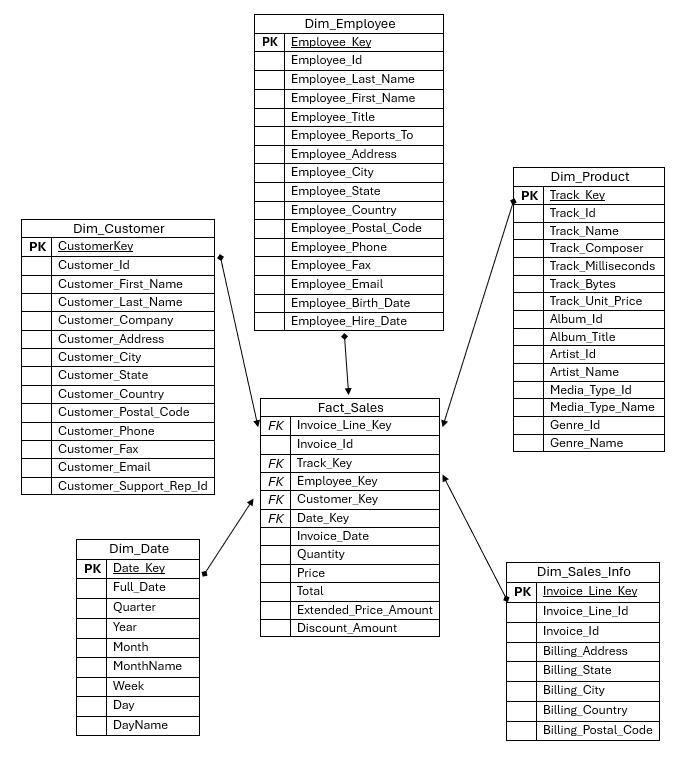 Dim_Employee
PK Employee_Key
Employee_Id
Employee_Last_Name
Employee_First_Name
Employee_Title
Employee_Reports_To
Employee_Address
Employee_City
Employee_State
Employee_Country
Employee_Postal_Code
Employee_Phone
Employee_Fax
Employee_Email
Employee_Birth_Date
Employee_Hire_Date
Dim_Product
PK Track_Key
Track_Id
Track_Name
Track_Composer
Track_Milliseconds
Track_Bytes
Track_Unit_Price
Album_Id
Album_Title
Artist_Id
Artist_Name
Media_Type_Id
Media_Type_Name
Genre_Id
Genre_Name
Dim_Customer
PK CustomerKey
Customer_Id
Customer_First_Name
Customer_Last_Name
Customer_Company
Customer_Address
Customer_City
Customer_State
Customer_Country
Customer_Postal_Code
Customer_Phone
Customer_Fax
Customer_Email
Customer_Support_Rep_Id
Fact_Sales
FK Invoice_Line_Key
Invoice_Id
FK Track_Key
FK Employee_Key
FK Customer_Key
FK Date_Key
Invoice_Date
Quantity
Price
Total
Extended_Price_Amount
Discount_Amount
Dim_Date
PK Date_Key
Full_Date
Quarter
Year
Month
MonthName
Week
Day
DayName
Dim_Sales_Info
PK Invoice_Line_Key
Invoice_Line_Id
Invoice_Id
Billing_Address
Billing_State
Billing_City
Billing_Country
Billing_Postal_Code